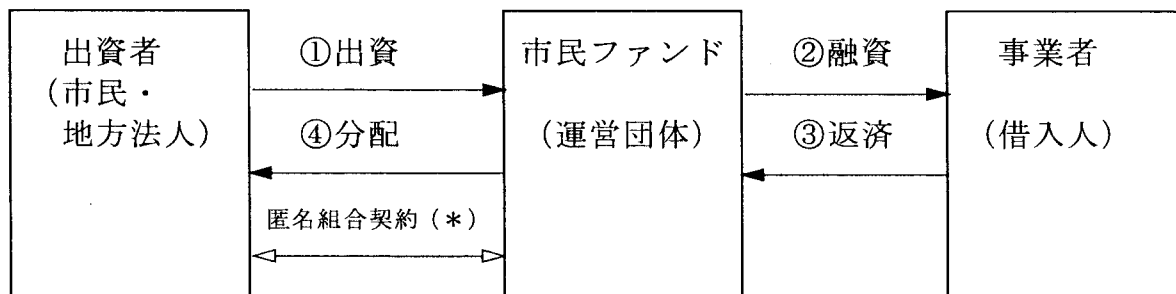 出資者
(市民・
地方法人)
①出資
④分配
匿名組合契約(*)
市民ファンド
(運営団体)
②融資
③返済
事業者
(借入人)